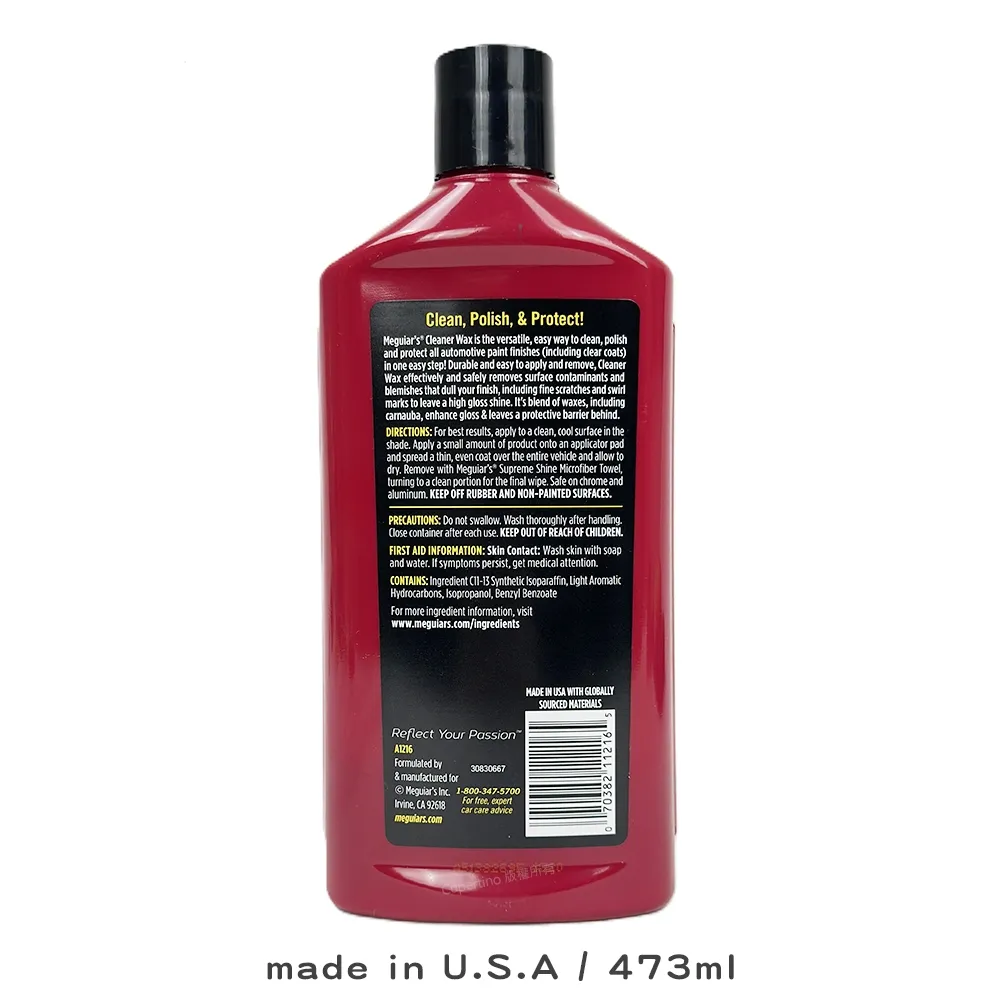 Clean, Polish, & Protect!
Meguiar's® Cleaner Wax is the versatile, easy way to clean, polish
and protect all automotive paint finishes (including clear coats)
in one easy step! Durable and easy to apply and remove, Cleaner
Wax effectively and safely removes surface contaminants and
blemishes that dull your finish, including fine scratches and swirl
marks to leave a high gloss shine. It's blend of waxes, including
carnauba, enhance gloss & leaves a protective barrier behind.
DIRECTIONS: For best results, apply to a clean, cool surface in the
shade. Apply a small amount of product onto an applicator pad
and spread a thin, even coat over the entire vehicle and allow to
dry. Remove with Meguiar's® Supreme Shine Microfiber Towel,
turning to a clean portion for the final wipe. Safe on chrome and
aluminum. KEEP OFF RUBBER AND NON-PAINTED SURFACES.
PRECAUTIONS: Do not swallow. Wash thoroughly after handling.
Close container after each use. KEEP OUT OF REACH OF CHILDREN.
FIRST AID INFORMATION: Skin Contact: Wash skin with soap
and water. If symptoms persist, get medical attention.
CONTAINS: Ingredient C11-13 Synthetic Isoparaffin, Light Aromatic
Hydrocarbons, Isopropanol, Benzyl Benzoate
For more ingredient information, visit
www.meguiars.com/ingredients
MADE IN USA WITH GLOBALLY
SOURCED MATERIALS
Reflect Your Passion™
A1216
Formulated by
& manufactured for
© Meguiar's Inc.
Irvine, CA 92618
meguiars.com
30830667
1-800-347-5700
For free, expert
car care advice
0 70382 11216 5
Cupertino 版權所有
made in U.S.A / 473ml